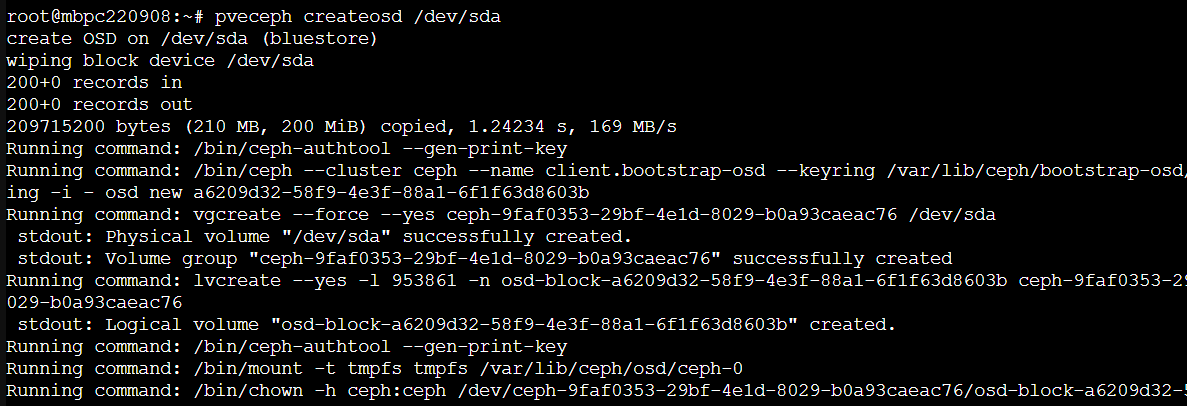 root@mbpc220908:~# pveceph createosd /dev/sda
create OSD on /dev/sda (bluestore)
wiping block device /dev/sda
200+0 records in
200+0 records out
209715200 bytes (210 MB, 200 MiB) copied, 1.24234 s, 169 MB/s
Running command: /bin/ceph-authtool --gen-print-key
Running command: /bin/ceph --cluster ceph --name client.bootstrap-osd --keyring /var/lib/ceph/bootstrap-osd/
ing -i - osd new a6209d32-58f9-4e3f-88a1-6f1f63d8603b
Running command: vgcreate --force --yes ceph-9faf0353-29bf-4e1d-8029-b0a93caeac76 /dev/sda
 stdout: Physical volume "/dev/sda" successfully created.
 stdout: Volume group "ceph-9faf0353-29bf-4e1d-8029-b0a93caeac76" successfully created
Running command: lvcreate --yes -l 953861 -n osd-block-a6209d32-58f9-4e3f-88a1-6f1f63d8603b ceph-9faf0353-29
029-b0a93caeac76
 stdout: Logical volume "osd-block-a6209d32-58f9-4e3f-88a1-6f1f63d8603b" created.
Running command: /bin/ceph-authtool --gen-print-key
Running command: /bin/mount -t tmpfs tmpfs /var/lib/ceph/osd/ceph-0
Running command: /bin/chown -h ceph:ceph /dev/ceph-9faf0353-29bf-4e1d-8029-b0a93caeac76/osd-block-a6209d32-5